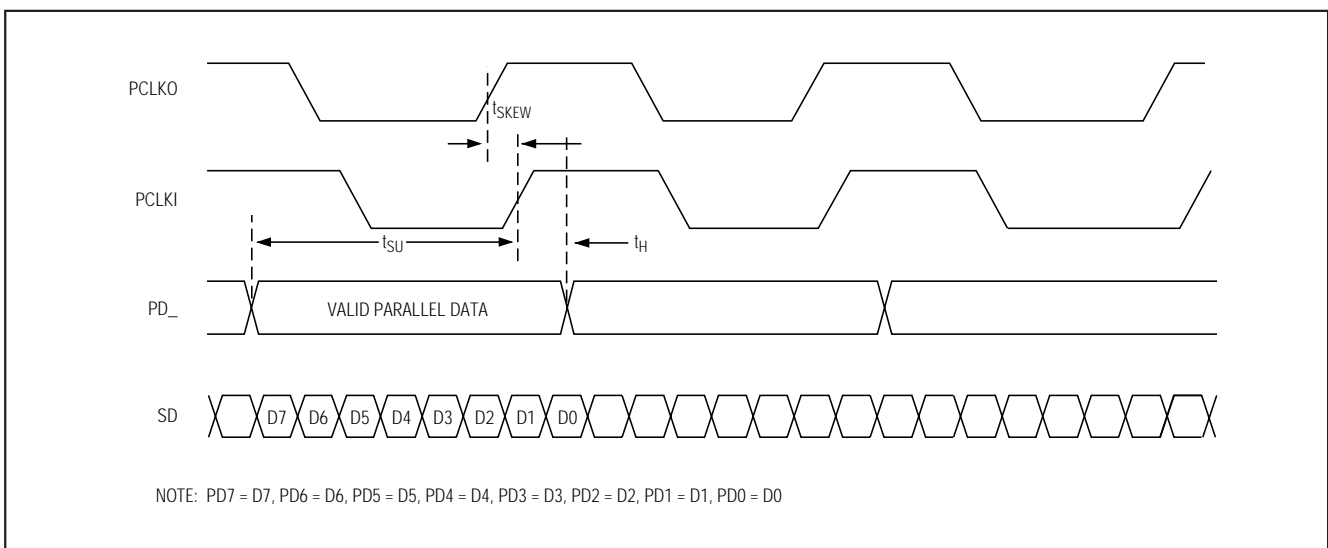 PCLKO
tSKEW
PCLKI
tSU
tH
PD_
VALID PARALLEL DATA
SD
D7 D6 D5 D4 D3 D2 D1 D0
NOTE: PD7 = D7, PD6 = D6, PD5 = D5, PD4 = D4, PD3 = D3, PD2 = D2, PD1 = D1, PD0 = D0